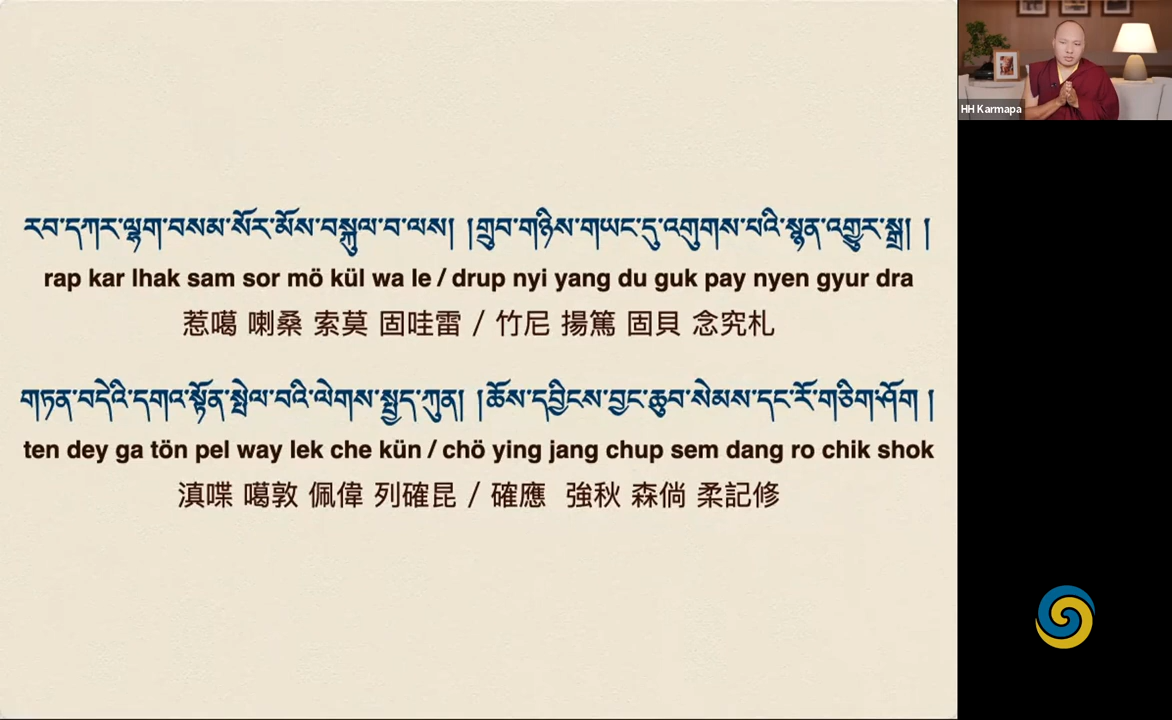 རབ་དཀར་ལྷག་བསམ་སོར་མོས་བསྐུལ་བ་ལས། །གྲུབ་གཉིས་གཡང་དུ་འགུགས་པའི་སྙན་འགྱུར་སྒྲ། །
rap kar lhak sam sor mö kül wa le / drup nyi yang du guk pay nyen gyur dra
惹噶 喇桑 索莫 固哇雷 / 竹尼 揚篤 固貝 念究札
གཏན་བདེའི་དགའ་སྟོན་སྤེལ་བའི་ལེགས་སྤྱད་ཀུན། །ཆོས་དབྱིངས་བྱང་ཆུབ་སེམས་དང་རོ་གཅིག་ཤོག །
ten dey ga tön pel way lek che kün / chö ying jang chup sem dang ro chik shok
滇喋 噶敦 佩偉 列確昆 / 確應 強秋 森倘 柔記修
HH Karmapa